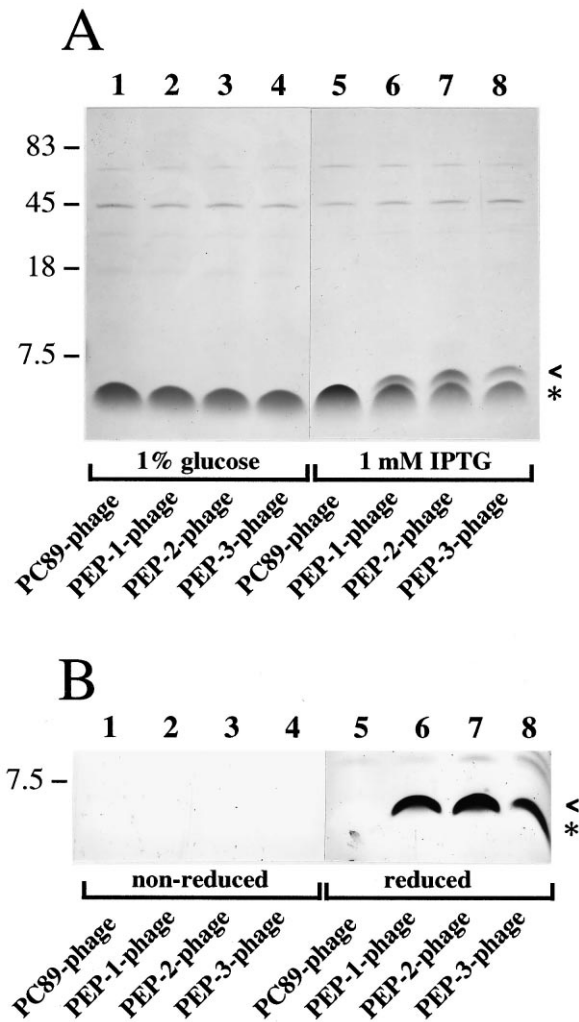 A
1 2 3 4 5 6 7 8
83
45
18
7.5
<
*
1% glucose 1 mM IPTG
PC89-phage PEP-1-phage PEP-2-phage PEP-3-phage PC89-phage PEP-1-phage PEP-2-phage PEP-3-phage
B
1 2 3 4 5 6 7 8
7.5
<
*
non-reduced reduced
PC89-phage PEP-1-phage PEP-2-phage PEP-3-phage PC89-phage PEP-1-phage PEP-2-phage PEP-3-phage